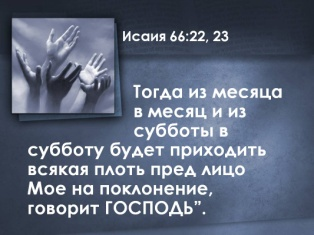 Исаия 66:22, 23
Тогда из месяца
в месяц и из
субботы в
субботу будет приходить
всякая плоть пред лицо
Мое на поклонение,
говорит ГОСПОДЬ”.